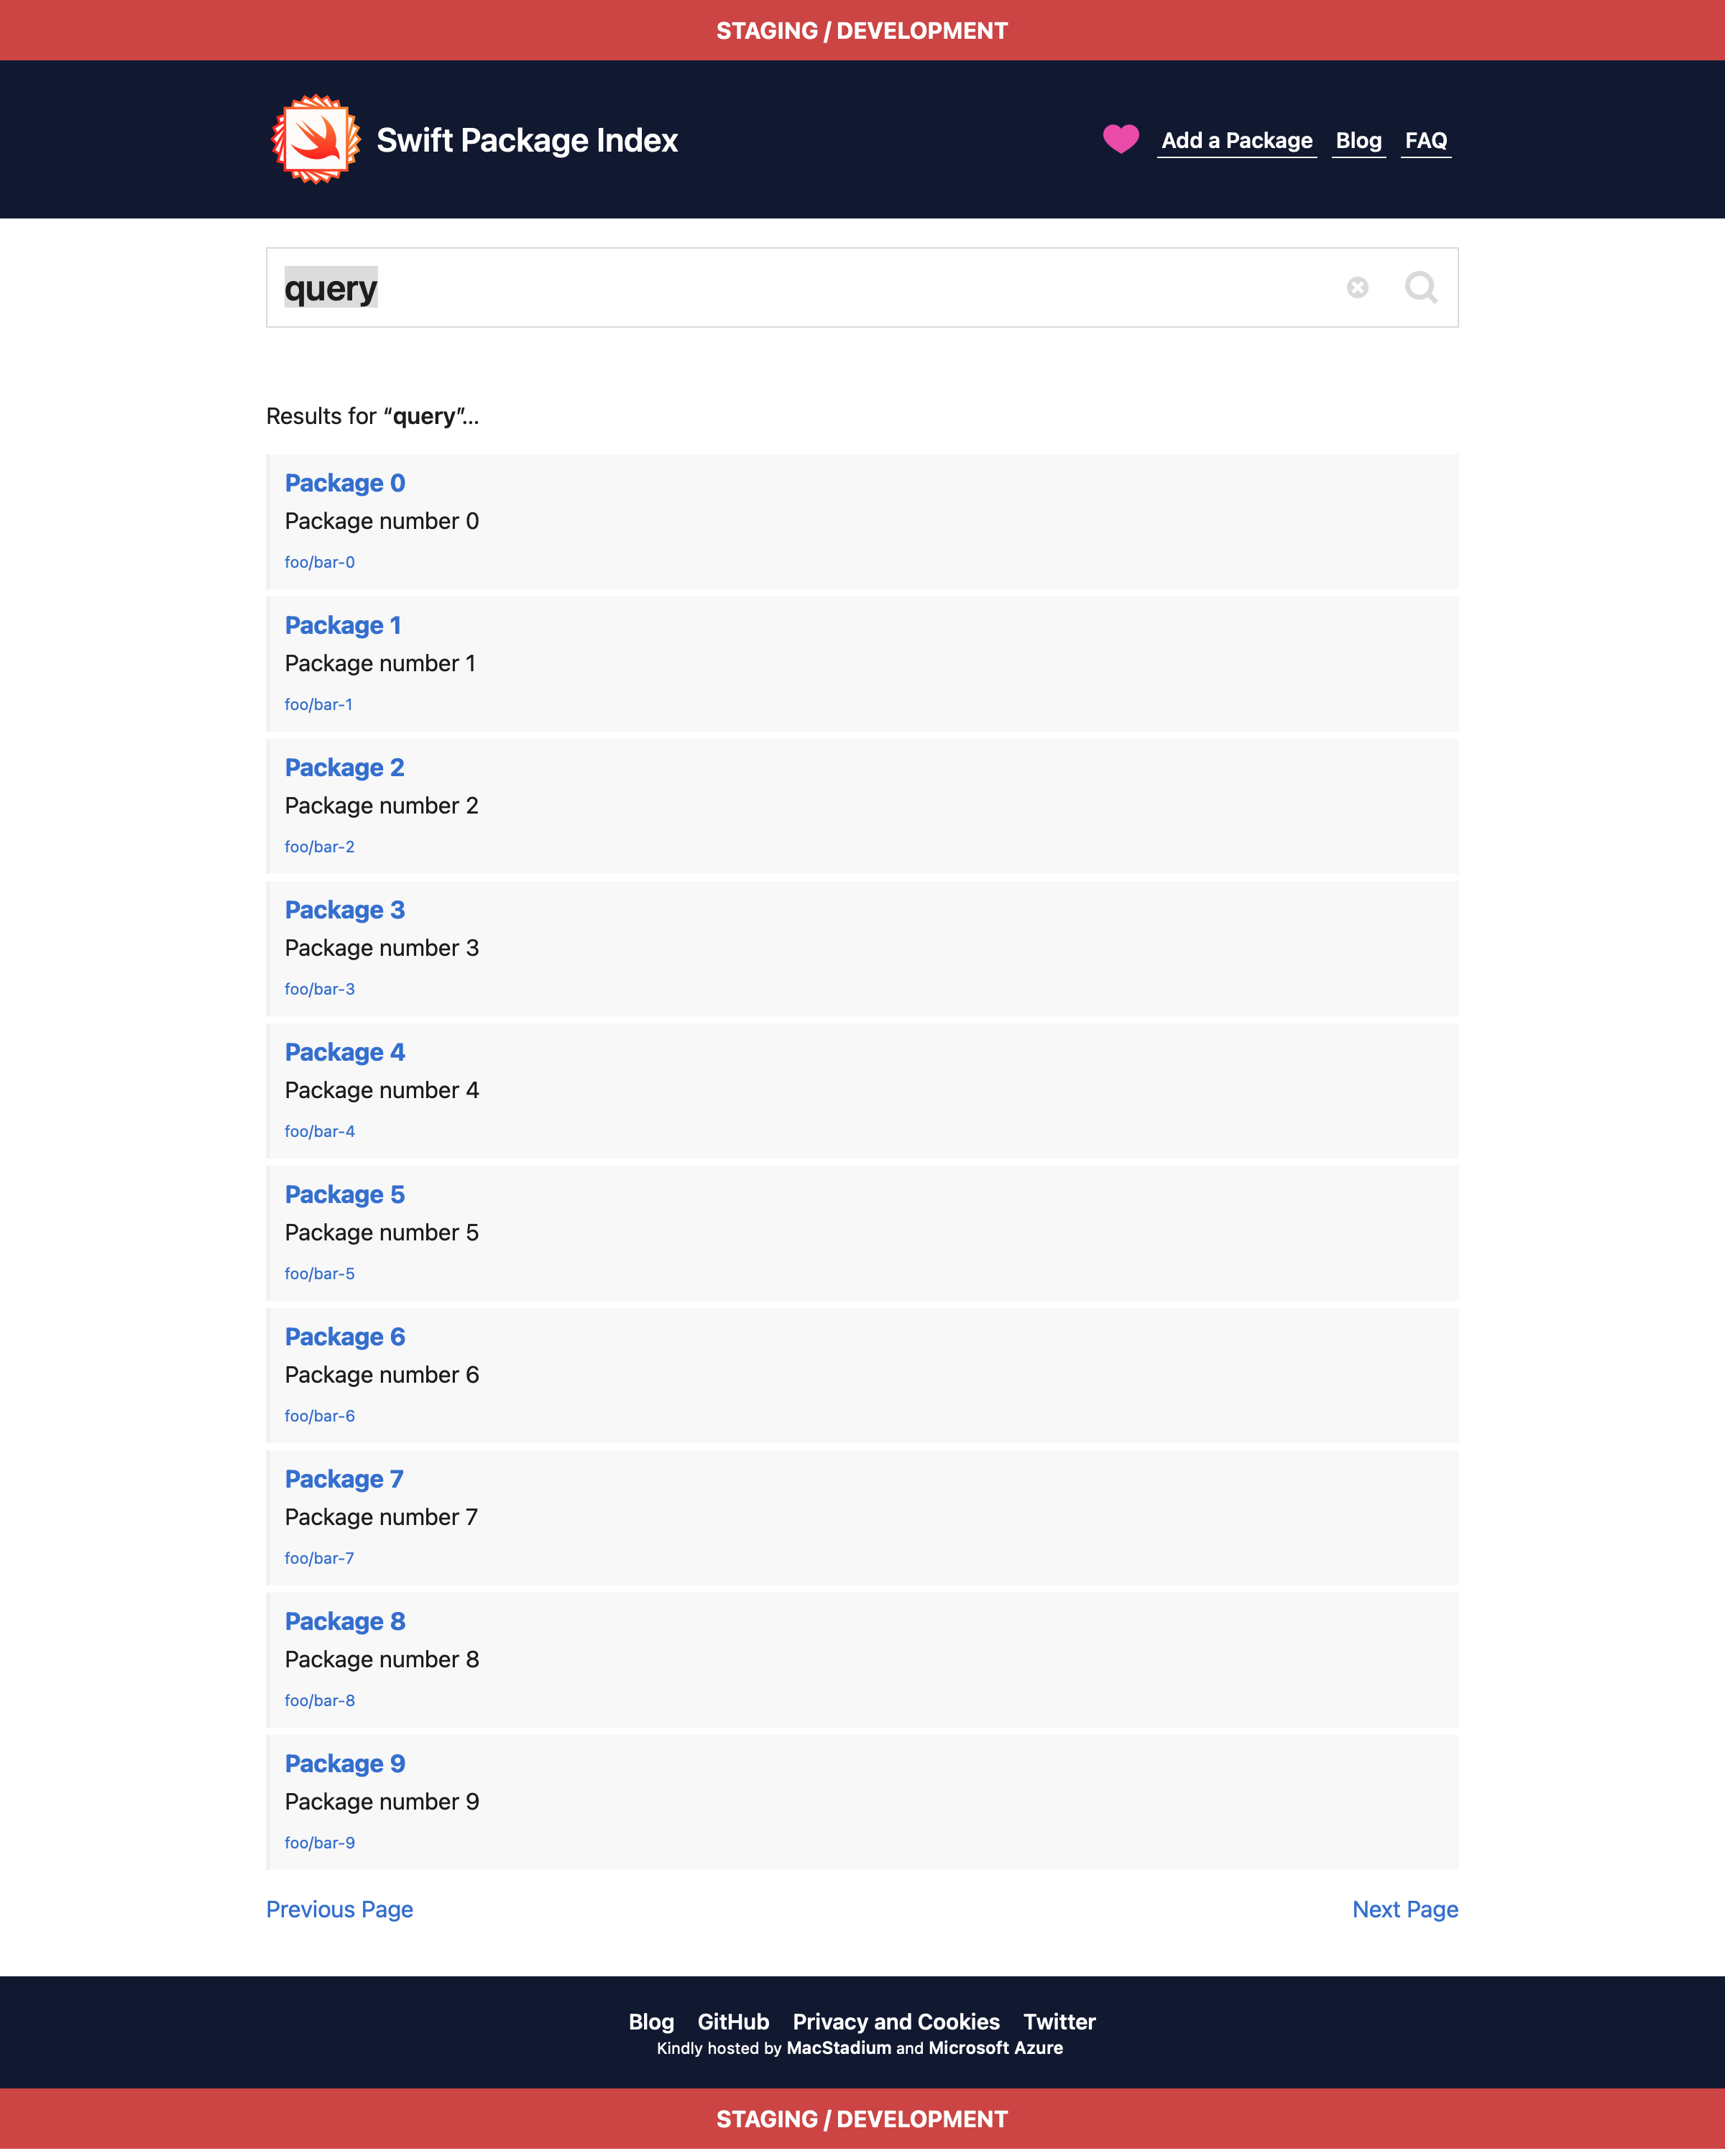 STAGING / DEVELOPMENT
Swift Package Index
Add a Package Blog FAQ
query
Results for “query”...
Package 0
Package number 0
foo/bar-0
Package 1
Package number 1
foo/bar-1
Package 2
Package number 2
foo/bar-2
Package 3
Package number 3
foo/bar-3
Package 4
Package number 4
foo/bar-4
Package 5
Package number 5
foo/bar-5
Package 6
Package number 6
foo/bar-6
Package 7
Package number 7
foo/bar-7
Package 8
Package number 8
foo/bar-8
Package 9
Package number 9
foo/bar-9
Previous Page Next Page
Blog GitHub Privacy and Cookies Twitter
Kindly hosted by MacStadium and Microsoft Azure
STAGING / DEVELOPMENT